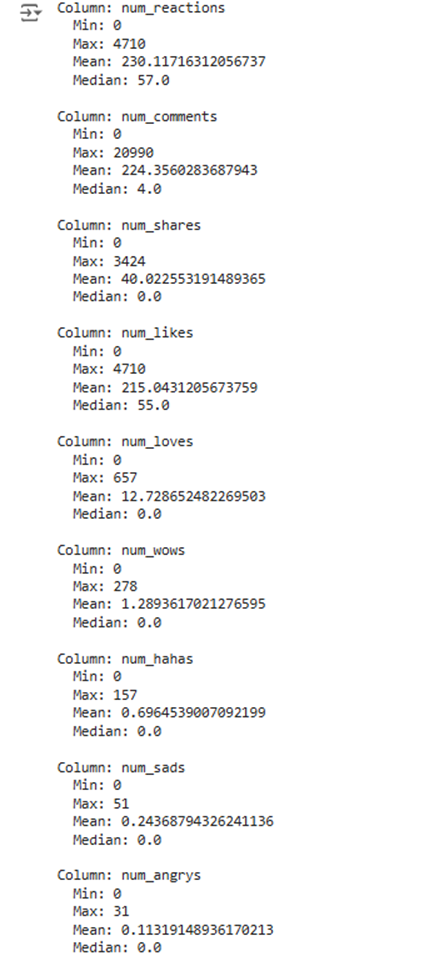 Column: num_reactions
Min: 0
Max: 4710
Mean: 230.11716312056737
Median: 57.0
Column: num_comments
Min: 0
Max: 20990
Mean: 224.3560283687943
Median: 4.0
Column: num_shares
Min: 0
Max: 3424
Mean: 40.022553191489365
Median: 0.0
Column: num_likes
Min: 0
Max: 4710
Mean: 215.0431205673759
Median: 55.0
Column: num_loves
Min: 0
Max: 657
Mean: 12.728652482269503
Median: 0.0
Column: num_wows
Min: 0
Max: 278
Mean: 1.2893617021276595
Median: 0.0
Column: num_hahas
Min: 0
Max: 157
Mean: 0.6964539007092199
Median: 0.0
Column: num_sads
Min: 0
Max: 51
Mean: 0.24368794326241136
Median: 0.0
Column: num_angrys
Min: 0
Max: 31
Mean: 0.11319148936170213
Median: 0.0